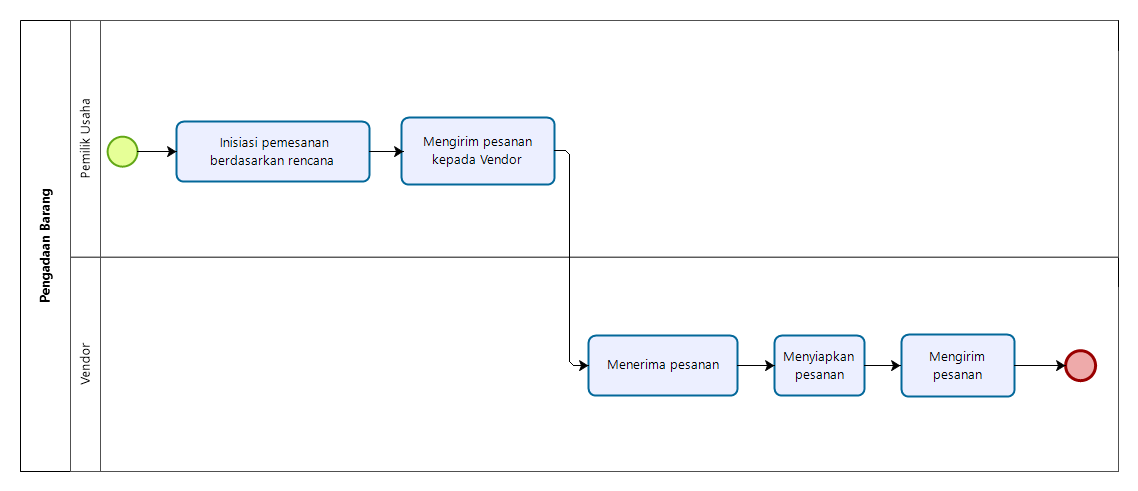 Pengadaan Barang
Pemilik Usaha
Inisiasi pemesanan
berdasarkan rencana
Mengirim pesanan
kepada Vendor
Vendor
Menerima pesanan
Menyiapkan
pesanan
Mengirim
pesanan